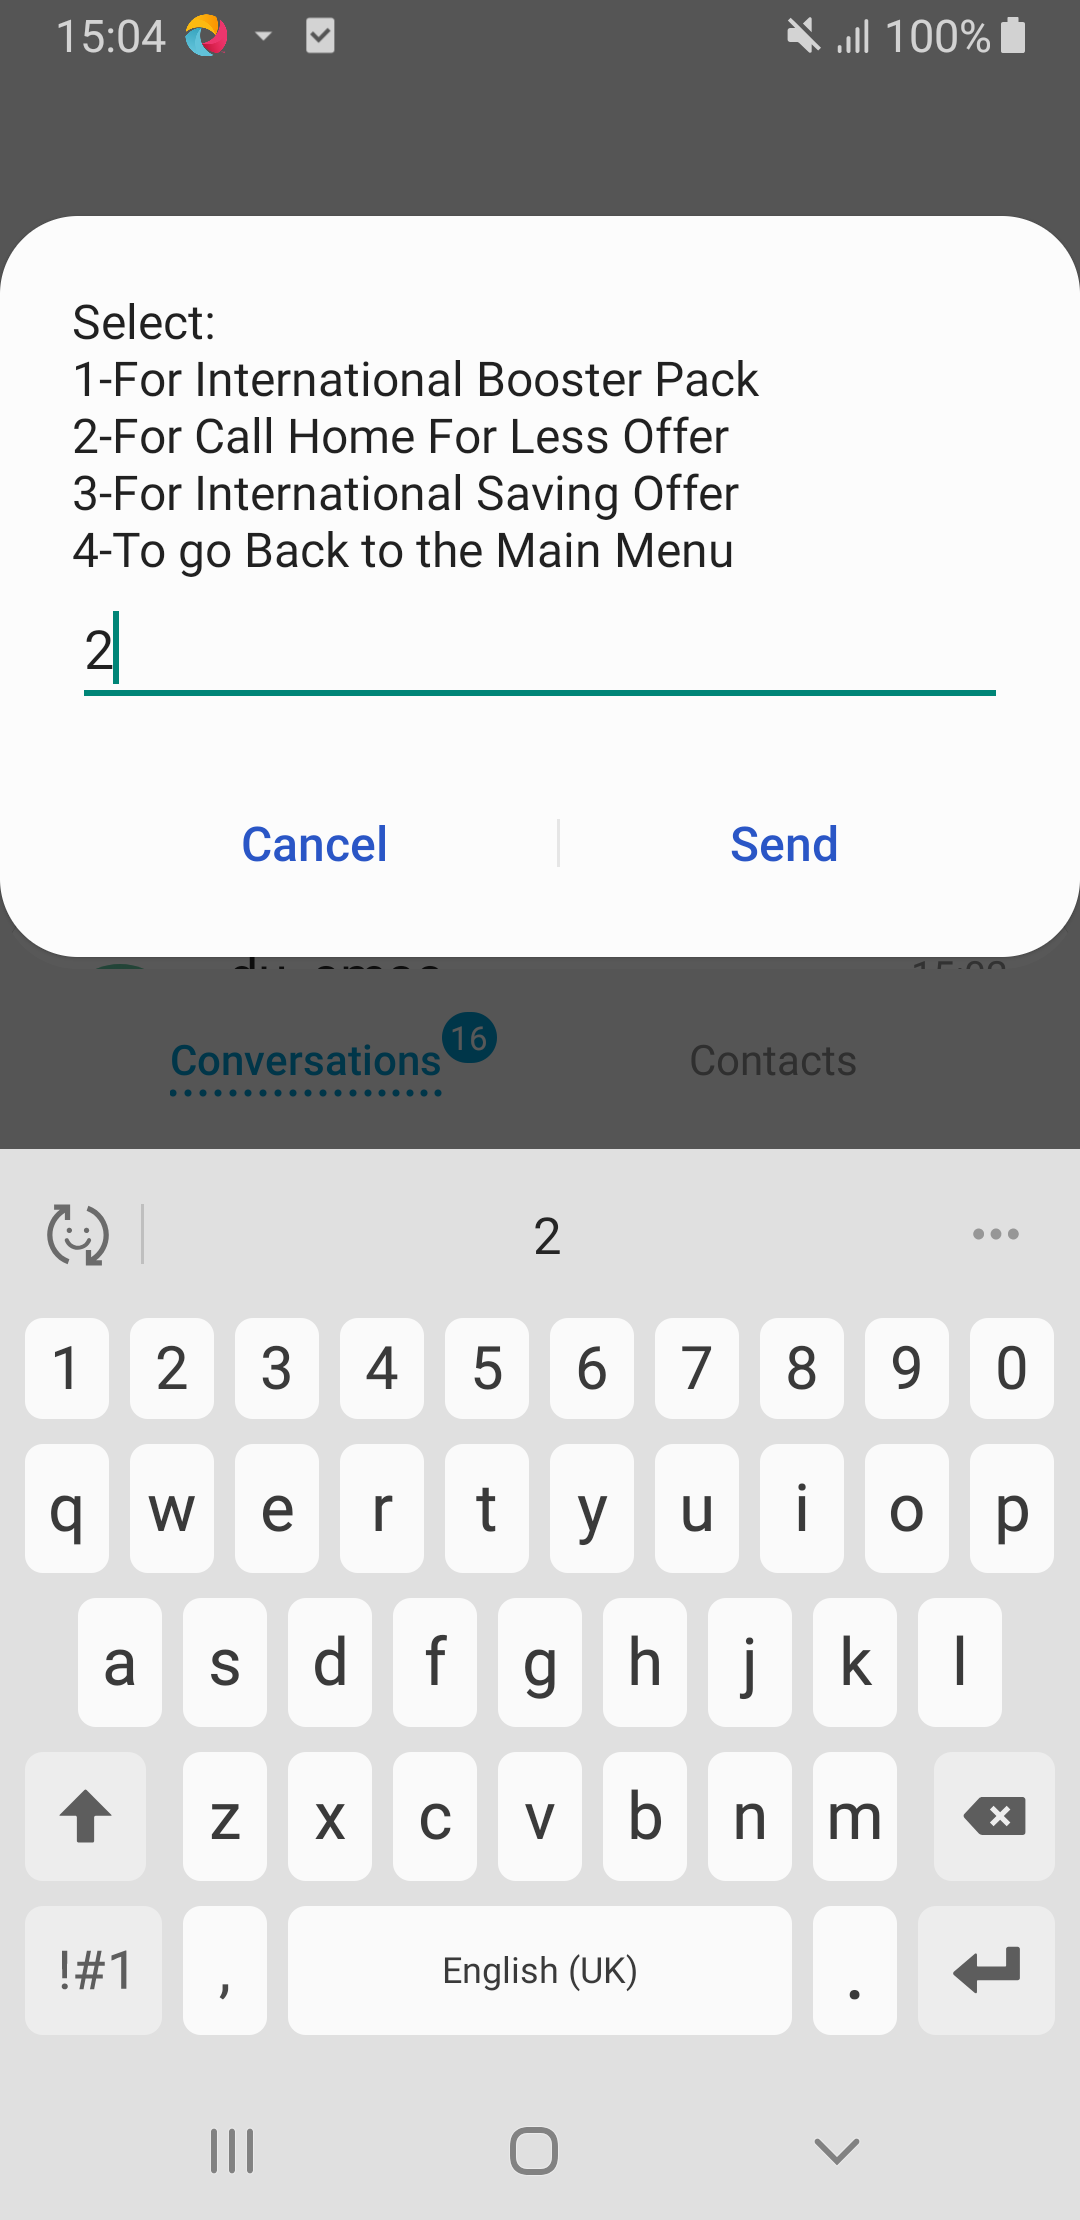 15:04 100%
Select:
1-For International Booster Pack
2-For Call Home For Less Offer
3-For International Saving Offer
4-To go Back to the Main Menu
2
Cancel Send
Conversations 16 Contacts
2
1 2 3 4 5 6 7 8 9 0
q w e r t y u i o p
a s d f g h j k l
z x c v b n m
!#1 , English (UK) .